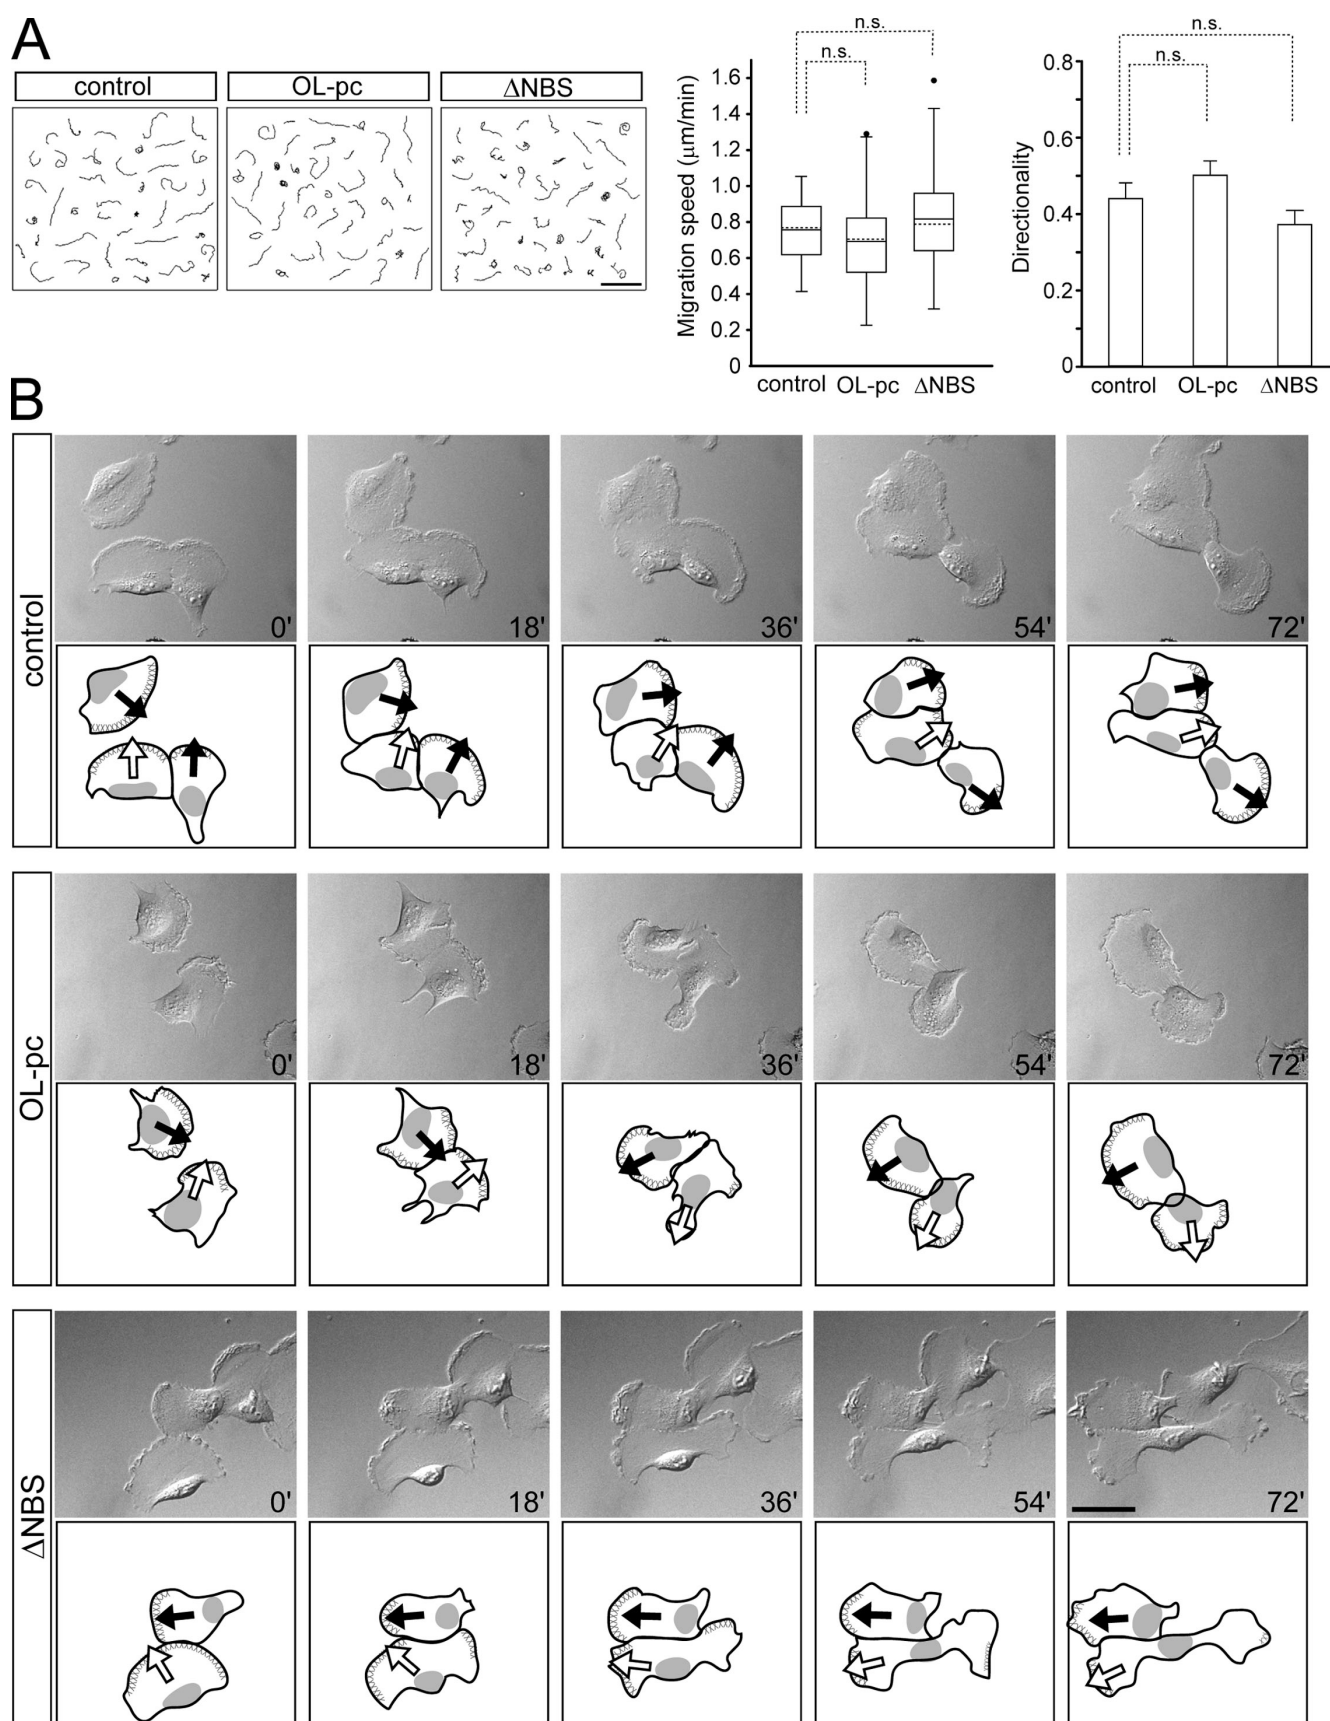 A
control OL-pc ΔNBS
n.s.
n.s.
Migration speed (μm/min)
1.6
1.4
1.2
1.0
0.8
0.6
0.4
0.2
0
control OL-pc ΔNBS
n.s.
n.s.
Directionality
0.8
0.6
0.4
0.2
0
control OL-pc ΔNBS
B
control
0' 18' 36' 54' 72'
OL-pc
0' 18' 36' 54' 72'
ΔNBS
0' 18' 36' 54' 72'